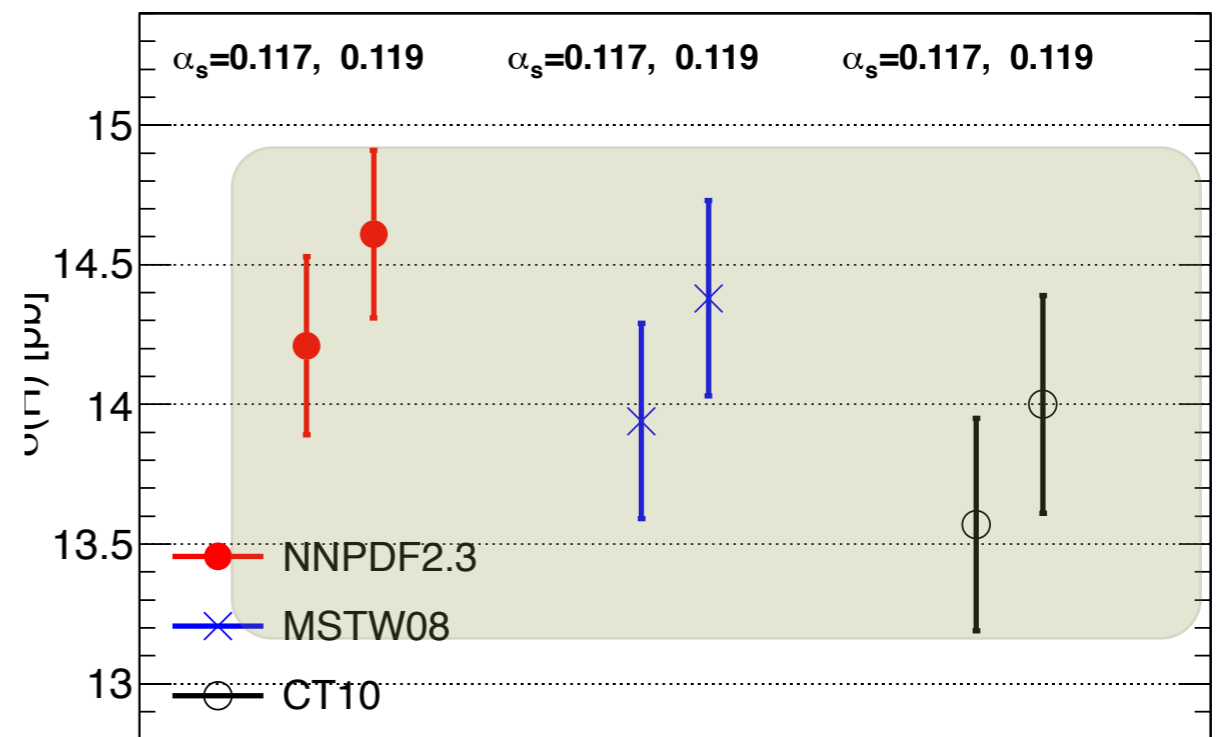 αs=0.117, 0.119 αs=0.117, 0.119 αs=0.117, 0.119
15
14.5
14
13.5
13
NNPDF2.3
MSTW08
CT10